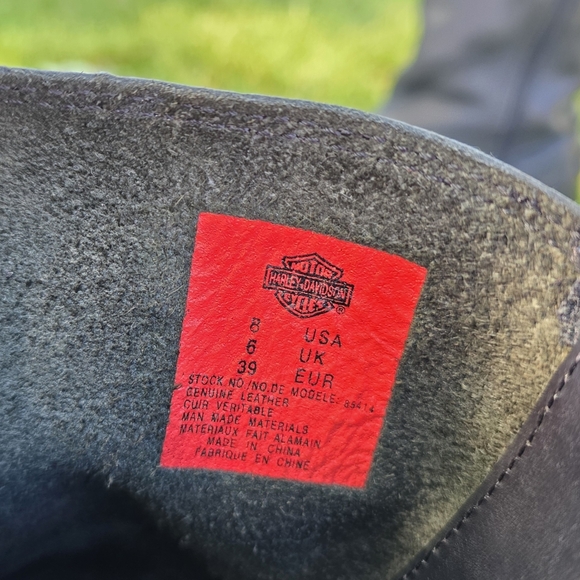 MOTOR
HARLEY-DAVIDSON
CYCLES
®
8 USA
6 UK
39 EUR
STOCK NO./NO.DE MODELE: 83414
GENUINE LEATHER
CUIR VERITABLE
MAN MADE MATERIALS
MATERIAUX FAIT ALAMAIN
MADE IN CHINA
FABRIQUE EN CHINE